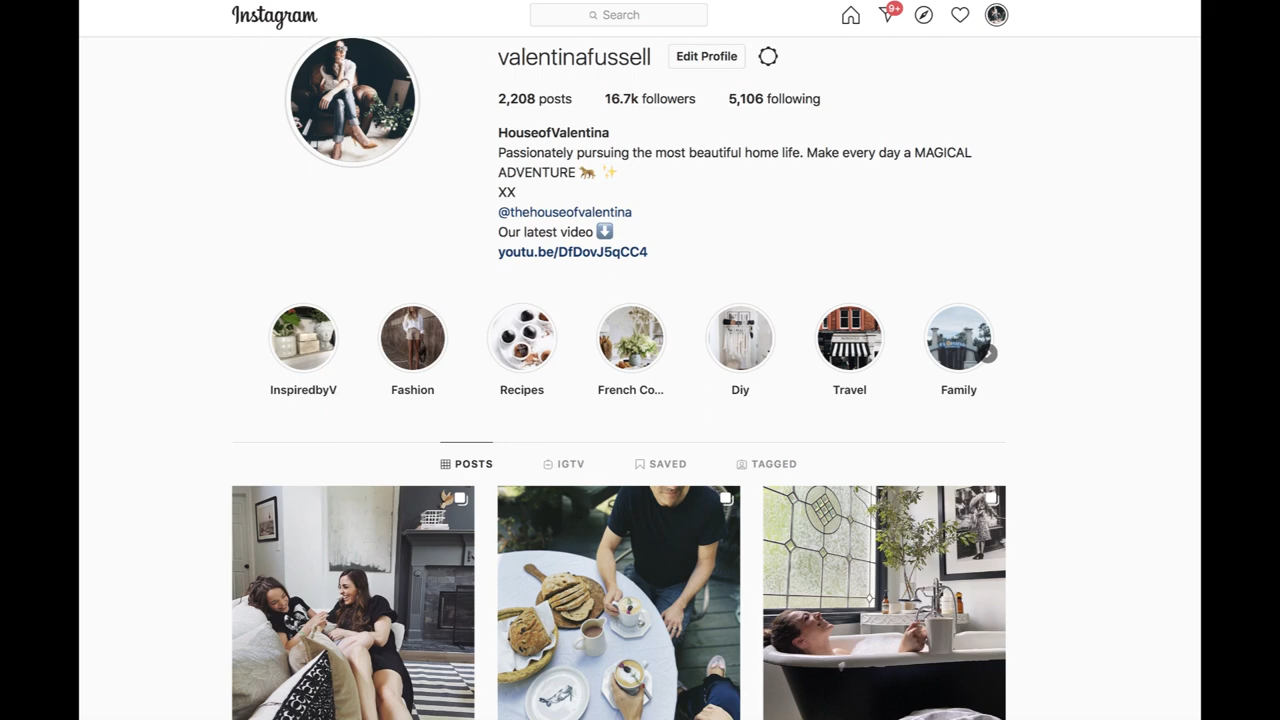 Instagram
Search
9+
valentinafussell Edit Profile
2,208 posts 16.7k followers 5,106 following
HouseofValentina
Passionately pursuing the most beautiful home life. Make every day a MAGICAL
ADVENTURE 🐆 ✨
XX
@thehouseofvalentina
Our latest video ⬇️
youtu.be/DfDovJ5qCC4
InspiredbyV Fashion Recipes French Co... Diy Travel Family
POSTS IGTV SAVED TAGGED